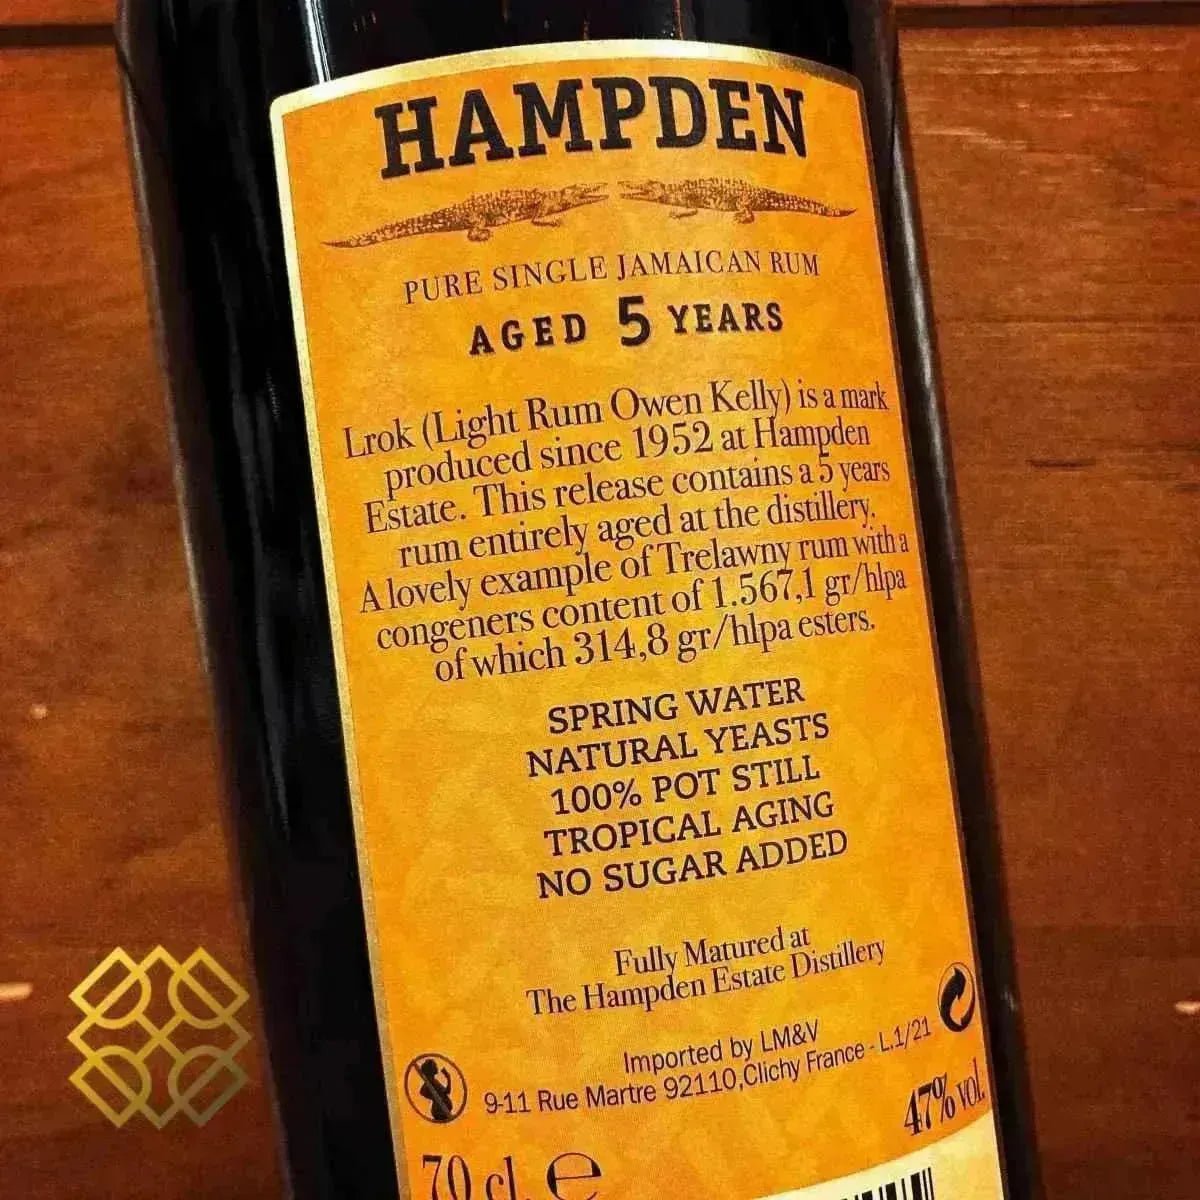 HAMPDEN
PURE SINGLE JAMAICAN RUM
AGED 5 YEARS
Lrok (Light Rum Owen Kelly) is a mark
produced since 1952 at Hampden
Estate. This release contains a 5 years
rum entirely aged at the distillery.
A lovely example of Trelawny rum with a
congeners content of 1.567,1 gr/hlpa
of which 314,8 gr/hlpa esters.
SPRING WATER
NATURAL YEASTS
100% POT STILL
TROPICAL AGING
NO SUGAR ADDED
Fully Matured at
The Hampden Estate Distillery
Imported by LM&V
9-11 Rue Martre 92110,Clichy France - L.1/21
47% vol.
70 cl. ℮